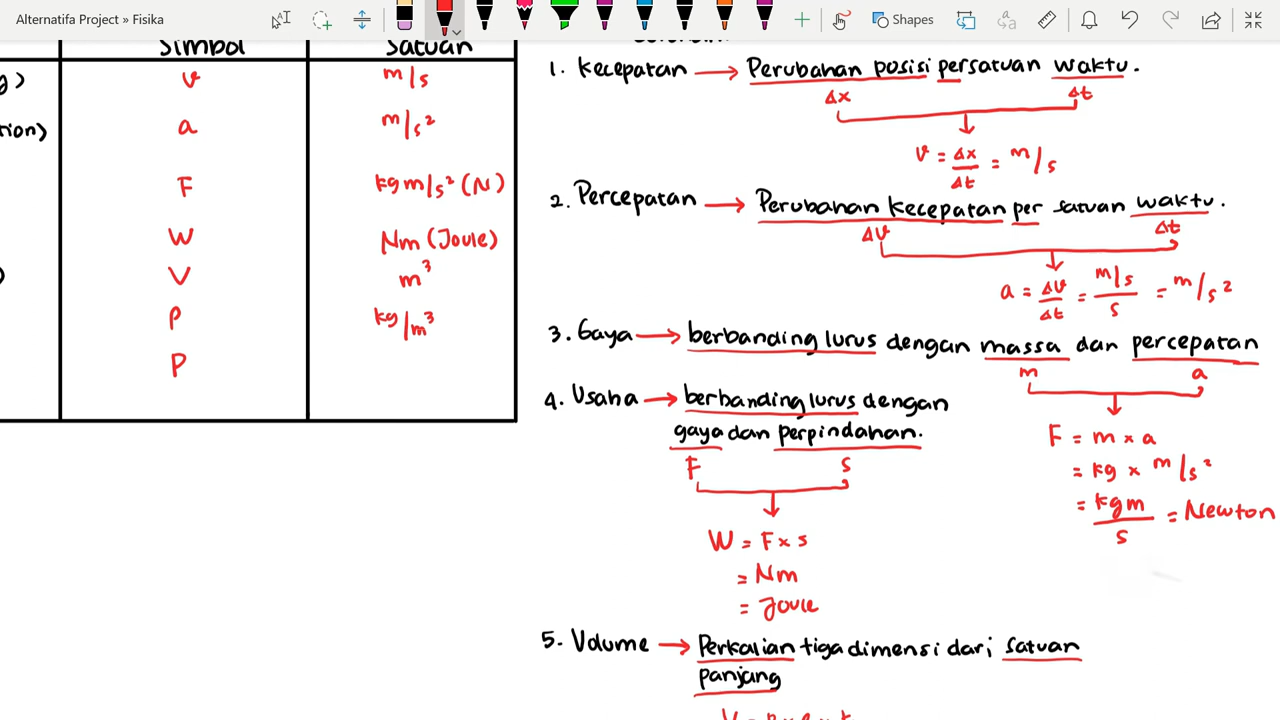 Alternatifa Project » Fisika
Shapes
Simbol Satuan
v m/s
tion) a m/s²
F kgm/s² (N)
W Nm (Joule)
V m³
ρ kg/m³
P
1. Kecepatan → Perubahan posisi persatuan waktu.
Δx Δt
v = Δx/Δt = m/s
2. Percepatan → Perubahan kecepatan per satuan waktu.
Δv Δt
a = Δv/Δt = m/s/s = m/s²
3. Gaya → berbanding lurus dengan massa dan percepatan
m a
F = m × a
= kg × m/s²
= kgm/s = Newton
4. Usaha → berbanding lurus dengan
gaya dan perpindahan.
F s
W = F × s
= Nm
= Joule
5. Volume → Perkalian tiga dimensi dari satuan
panjang